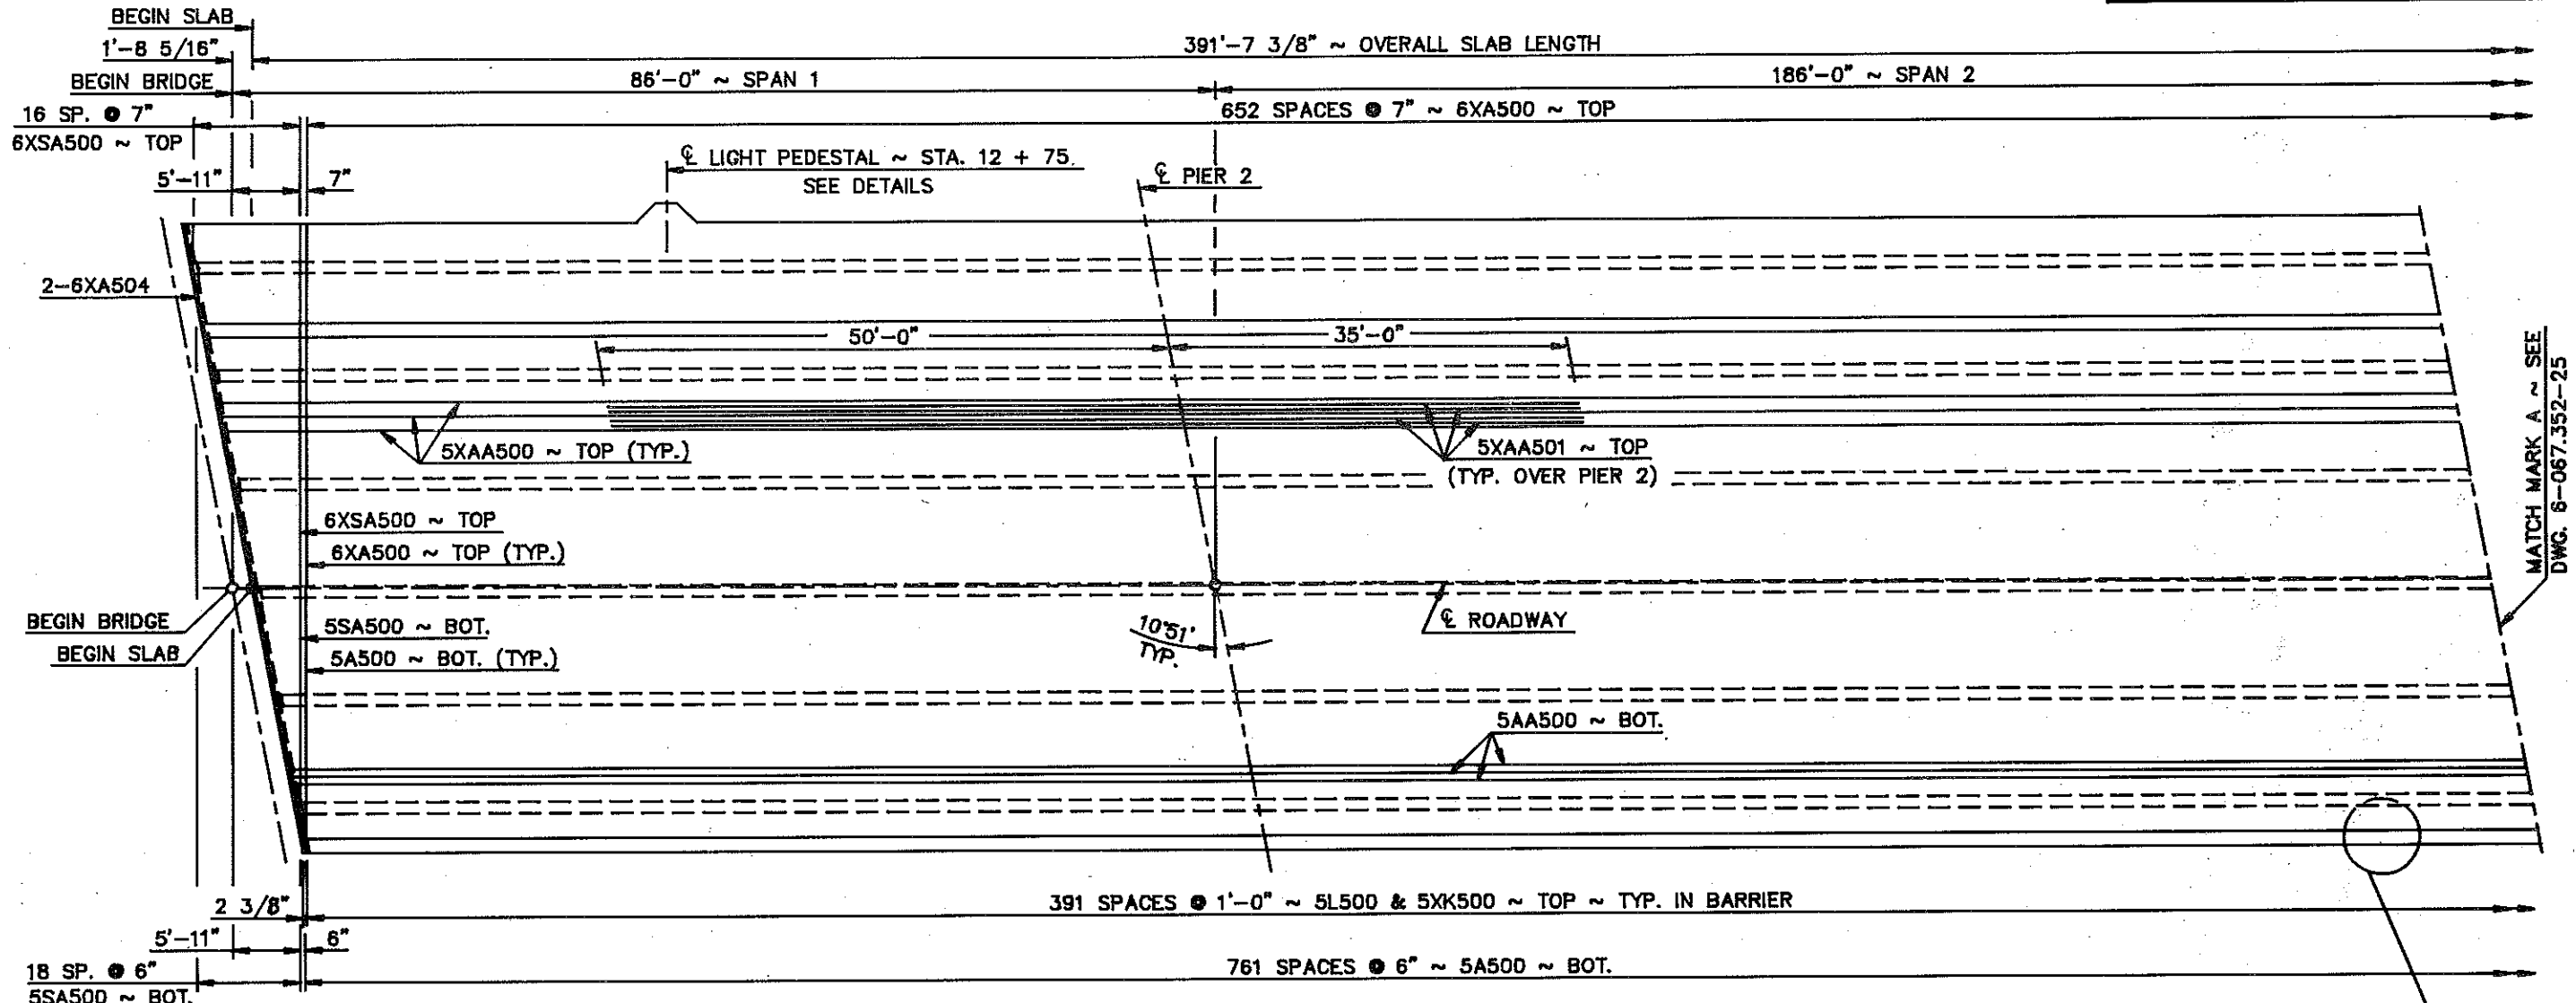 BEGIN SLAB
1'-8 5/16"
391'-7 3/8" ~ OVERALL SLAB LENGTH
BEGIN BRIDGE
86'-0" ~ SPAN 1
186'-0" ~ SPAN 2
16 SP. @ 7"
6XSA500 ~ TOP
652 SPACES @ 7" ~ 6XA500 ~ TOP
5'-11"
7"
℄ LIGHT PEDESTAL ~ STA. 12 + 75.
SEE DETAILS
℄ PIER 2
2-6XA504
50'-0"
35'-0"
5XAA500 ~ TOP (TYP.)
5XAA501 ~ TOP
(TYP. OVER PIER 2)
MATCH MARK A ~ SEE
DWG. 6-067.352-25
6XSA500 ~ TOP
6XA500 ~ TOP (TYP.)
BEGIN BRIDGE
BEGIN SLAB
5SA500 ~ BOT.
5A500 ~ BOT. (TYP.)
10°51'
TYP.
℄ ROADWAY
5AA500 ~ BOT.
2 3/8"
391 SPACES @ 1'-0" ~ 5L500 & 5XK500 ~ TOP ~ TYP. IN BARRIER
5'-11"
6"
18 SP. @ 6"
5SA500 ~ BOT.
761 SPACES @ 6" ~ 5A500 ~ BOT.